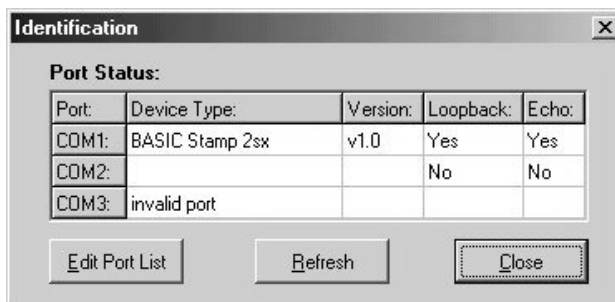 Identification
Port Status:
Port: Device Type: Version: Loopback: Echo:
COM1: BASIC Stamp 2sx v1.0 Yes Yes
COM2: No No
COM3: invalid port
Edit Port List Refresh Close